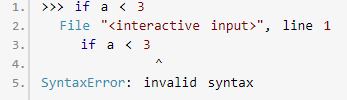 1. >>> if a < 3
2. File "<interactive input>", line 1
3. if a < 3
4. ^
5. SyntaxError: invalid syntax